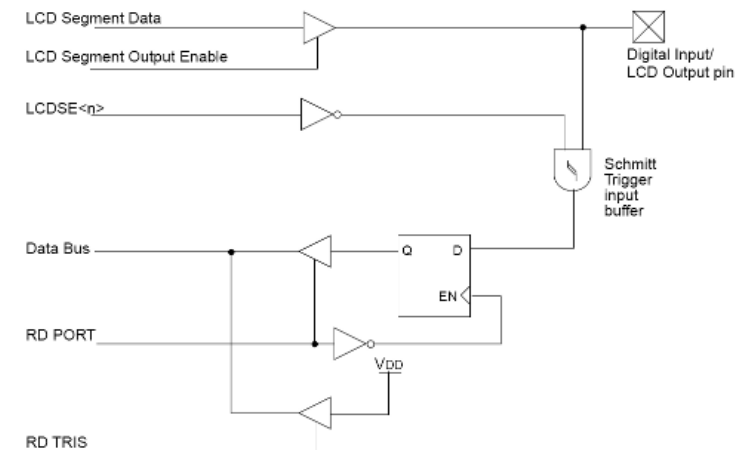 LCD Segment Data
LCD Segment Output Enable
Digital Input/
LCD Output pin
LCDSE<n>
Schmitt
Trigger
input
buffer
Data Bus
Q
D
EN
RD PORT
VDD
RD TRIS